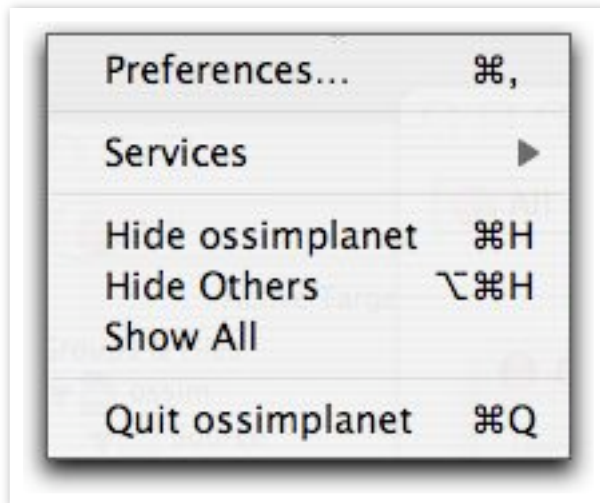 Preferences... ⌘,
Services ▶
Hide ossimplanet ⌘H
Hide Others ⌥⌘H
Show All
Quit ossimplanet ⌘Q